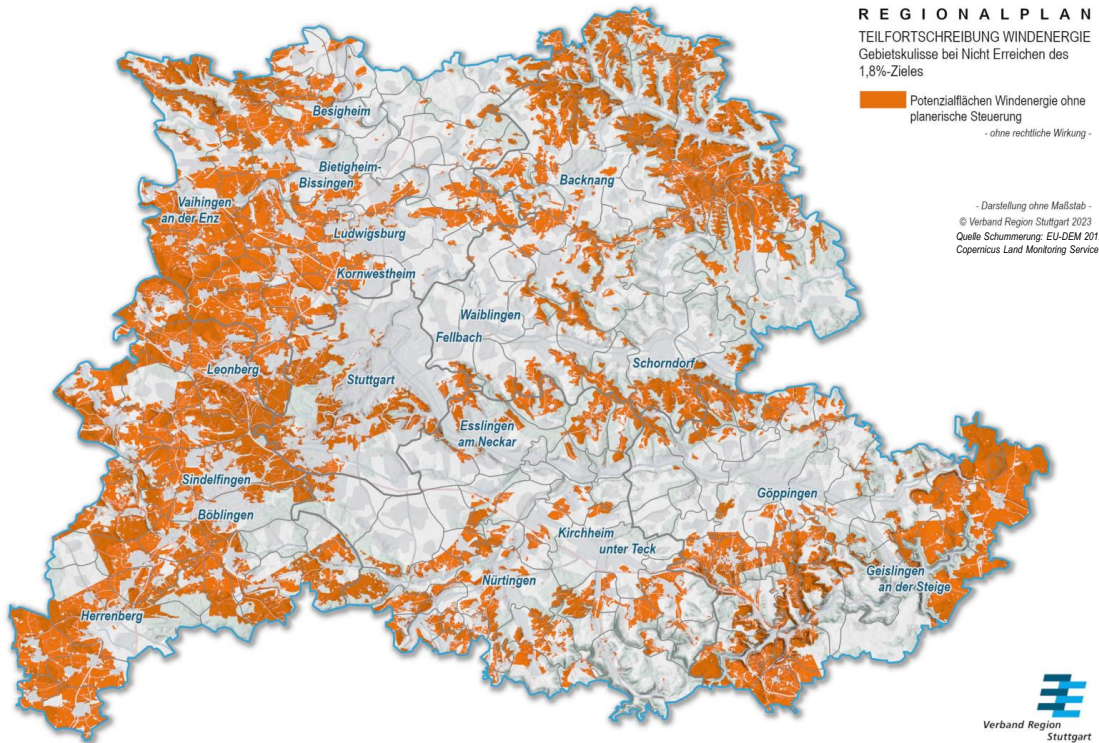 REGIONALPLAN
TEILFORTSCHREIBUNG WINDENERGIE
Gebietskulisse bei Nicht Erreichen des
1,8%-Zieles
Potenzialflächen Windenergie ohne
planerische Steuerung
- ohne rechtliche Wirkung -
- Darstellung ohne Maßstab -
© Verband Region Stuttgart 2023
Quelle Schummerung: EU-DEM 201
Copernicus Land Monitoring Service
Besigheim
Bietigheim-
Bissingen
Backnang
Vaihingen
an der Enz
Ludwigsburg
Kornwestheim
Waiblingen
Fellbach
Schorndorf
Leonberg
Stuttgart
Esslingen
am Neckar
Sindelfingen
Göppingen
Böblingen
Kirchheim
unter Teck
Geislingen
an der Steige
Nürtingen
Herrenberg
Verband Region
Stuttgart